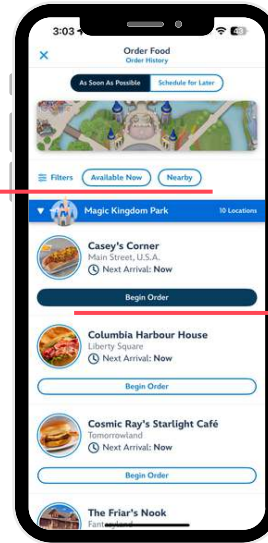 3:03
Order Food
Order History
As Soon As Possible
Schedule for Later
Filters
Available Now
Nearby
Magic Kingdom Park
10 Locations
Casey's Corner
Main Street, U.S.A.
Next Arrival: Now
Begin Order
Columbia Harbour House
Liberty Square
Next Arrival: Now
Begin Order
Cosmic Ray's Starlight Café
Tomorrowland
Next Arrival: Now
Begin Order
The Friar's Nook